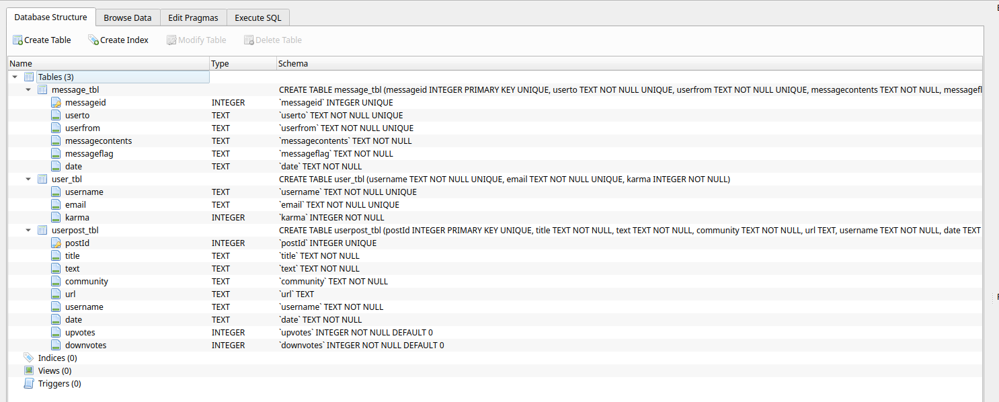 Database Structure Browse Data Edit Pragmas Execute SQL
Create Table Create Index Modify Table Delete Table
Name Type Schema
Tables (3)
message_tbl CREATE TABLE message_tbl (messageid INTEGER PRIMARY KEY UNIQUE, userto TEXT NOT NULL UNIQUE, userfrom TEXT NOT NULL UNIQUE, messagecontents TEXT NOT NULL, messagefl
messageid INTEGER `messageid` INTEGER UNIQUE
userto TEXT `userto` TEXT NOT NULL UNIQUE
userfrom TEXT `userfrom` TEXT NOT NULL UNIQUE
messagecontents TEXT `messagecontents` TEXT NOT NULL
messageflag TEXT `messageflag` TEXT NOT NULL
date TEXT `date` TEXT NOT NULL
user_tbl CREATE TABLE user_tbl (username TEXT NOT NULL UNIQUE, email TEXT NOT NULL UNIQUE, karma INTEGER NOT NULL)
username TEXT `username` TEXT NOT NULL UNIQUE
email TEXT `email` TEXT NOT NULL UNIQUE
karma INTEGER `karma` INTEGER NOT NULL
userpost_tbl CREATE TABLE userpost_tbl (postId INTEGER PRIMARY KEY UNIQUE, title TEXT NOT NULL, text TEXT NOT NULL, community TEXT NOT NULL, url TEXT, username TEXT NOT NULL, date TEXT
postId INTEGER `postId` INTEGER UNIQUE
title TEXT `title` TEXT NOT NULL
text TEXT `text` TEXT NOT NULL
community TEXT `community` TEXT NOT NULL
url TEXT `url` TEXT
username TEXT `username` TEXT NOT NULL
date TEXT `date` TEXT NOT NULL
upvotes INTEGER `upvotes` INTEGER NOT NULL DEFAULT 0
downvotes INTEGER `downvotes` INTEGER NOT NULL DEFAULT 0
Indices (0)
Views (0)
Triggers (0)